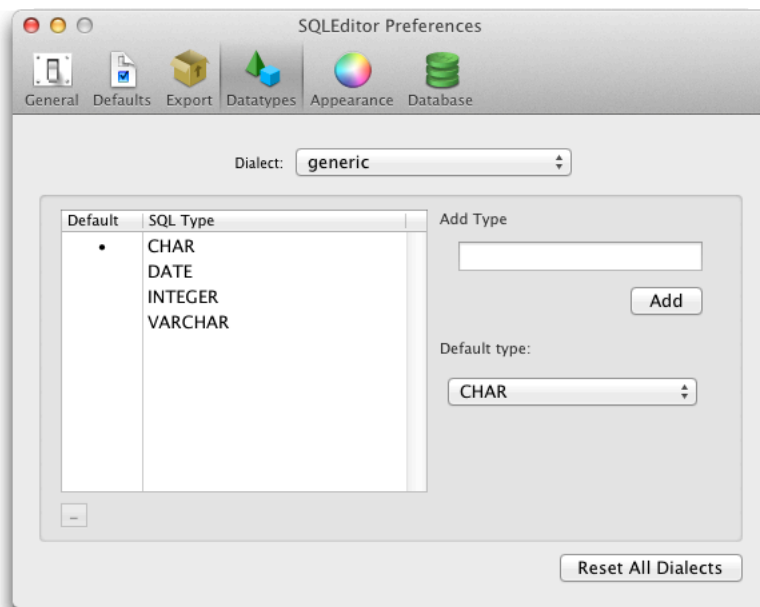 SQLEditor Preferences
General Defaults Export Datatypes Appearance Database
Dialect: generic
Default SQL Type
Add Type
• CHAR
DATE
INTEGER
Add
VARCHAR
Default type:
CHAR
Reset All Dialects